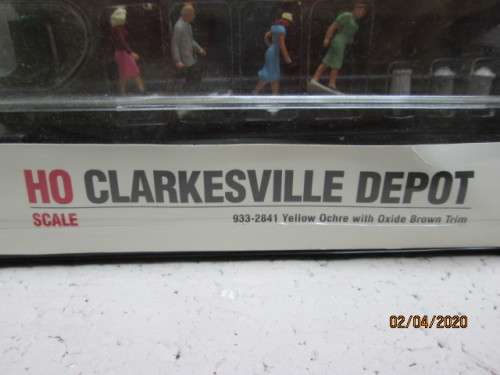 HO CLARKESVILLE DEPOT
SCALE
933-2841 Yellow Ochre with Oxide Brown Trim
02/04/2020